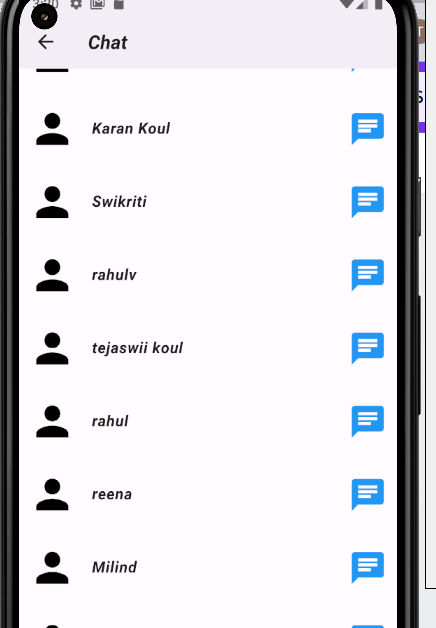 Chat
Karan Koul
Swikriti
rahulv
tejaswii koul
rahul
reena
Milind